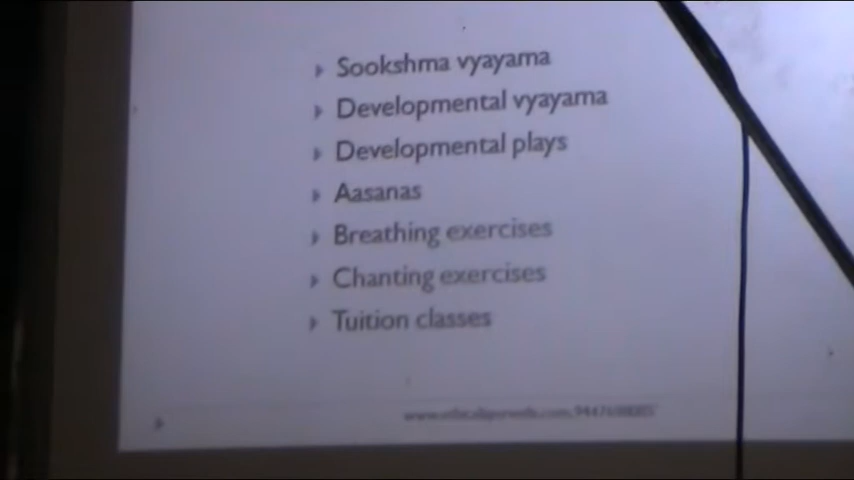 Sookshma vyayama
Developmental vyayama
Developmental plays
Aasanas
Breathing exercises
Chanting exercises
Tuition classes